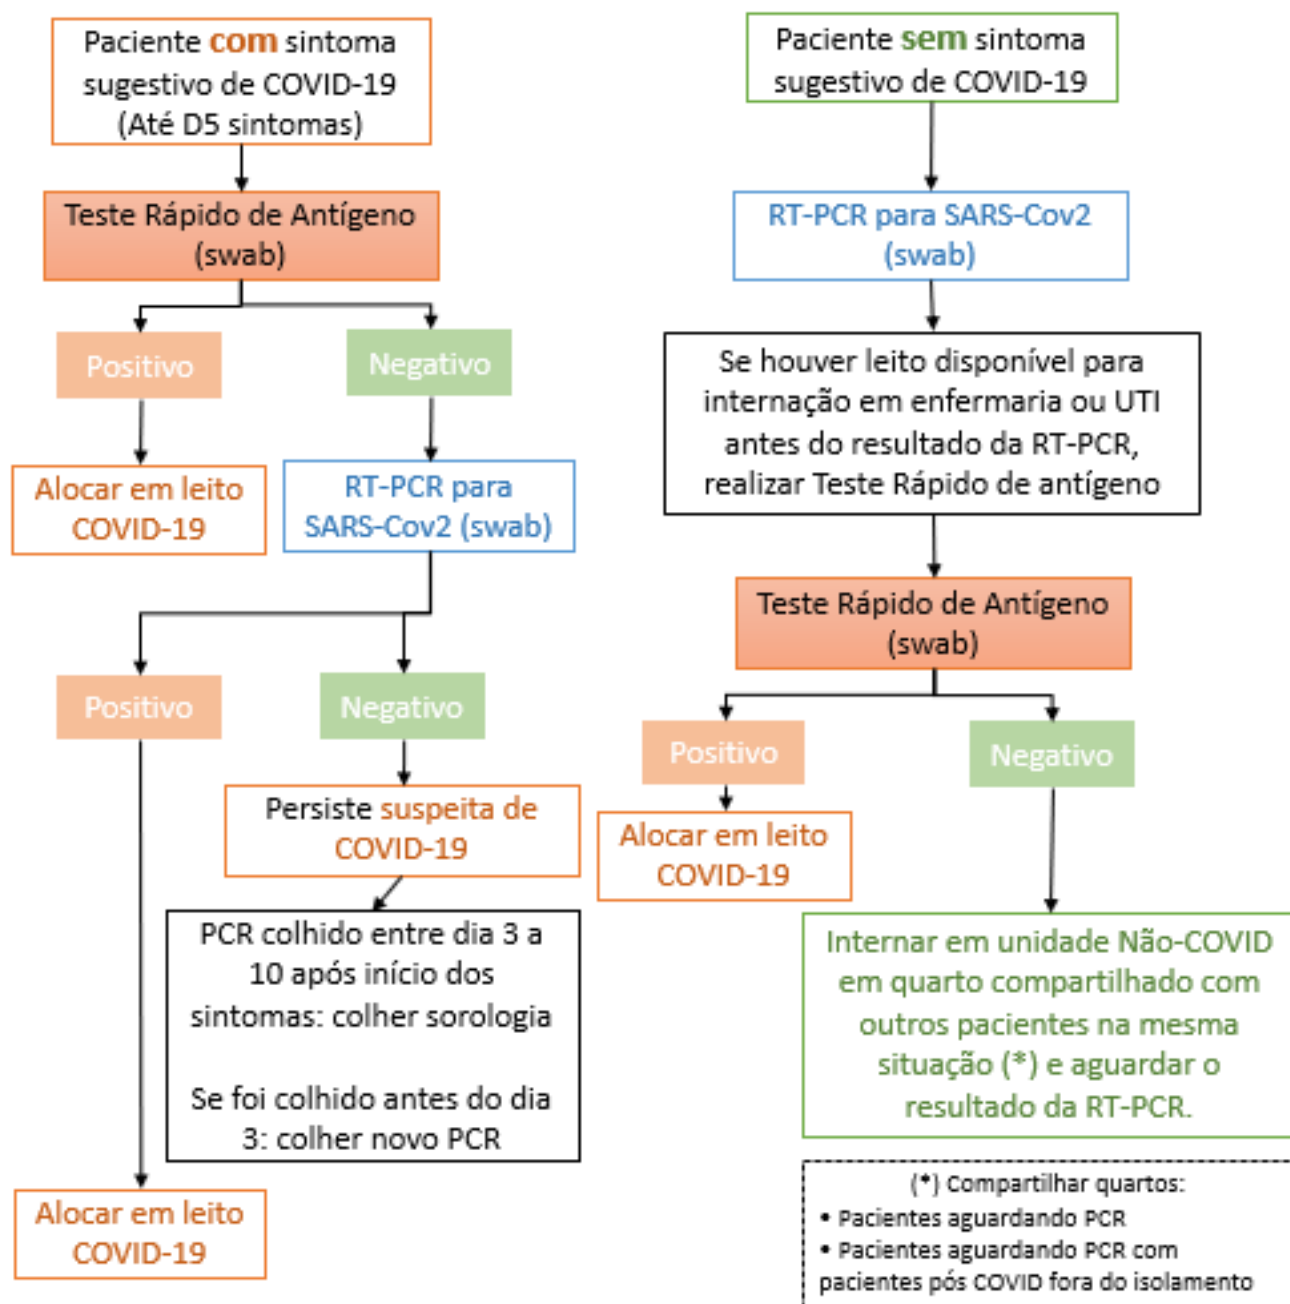 Paciente com sintoma
sugestivo de COVID-19
(Até D5 sintomas)
Teste Rápido de Antígeno
(swab)
Positivo
Negativo
Alocar em leito
COVID-19
RT-PCR para
SARS-Cov2 (swab)
Positivo
Negativo
Persiste suspeita de
COVID-19
PCR colhido entre dia 3 a
10 após início dos
sintomas: colher sorologia
Se foi colhido antes do dia
3: colher novo PCR
Alocar em leito
COVID-19
Paciente sem sintoma
sugestivo de COVID-19
RT-PCR para SARS-Cov2
(swab)
Se houver leito disponível para
internação em enfermaria ou UTI
antes do resultado da RT-PCR,
realizar Teste Rápido de antígeno
Teste Rápido de Antígeno
(swab)
Positivo
Negativo
Alocar em leito
COVID-19
Internar em unidade Não-COVID
em quarto compartilhado com
outros pacientes na mesma
situação (*) e aguardar o
resultado da RT-PCR.
(*) Compartilhar quartos:
• Pacientes aguardando PCR
• Pacientes aguardando PCR com
pacientes pós COVID fora do isolamento